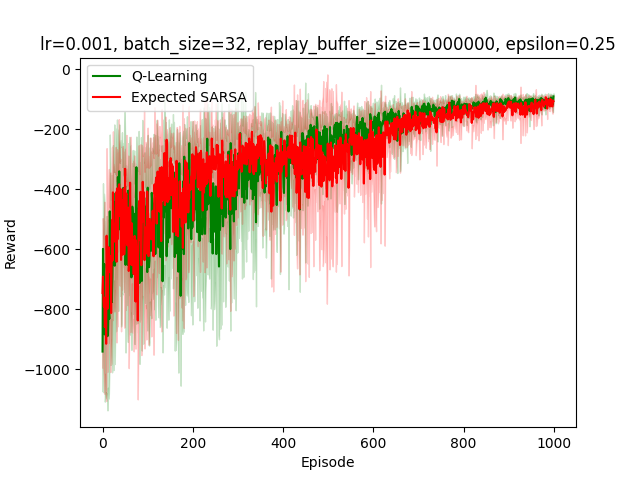 lr=0.001, batch_size=32, replay_buffer_size=1000000, epsilon=0.25
Q-Learning
Expected SARSA
0
−200
−400
−600
−800
−1000
Reward
0 200 400 600 800 1000
Episode